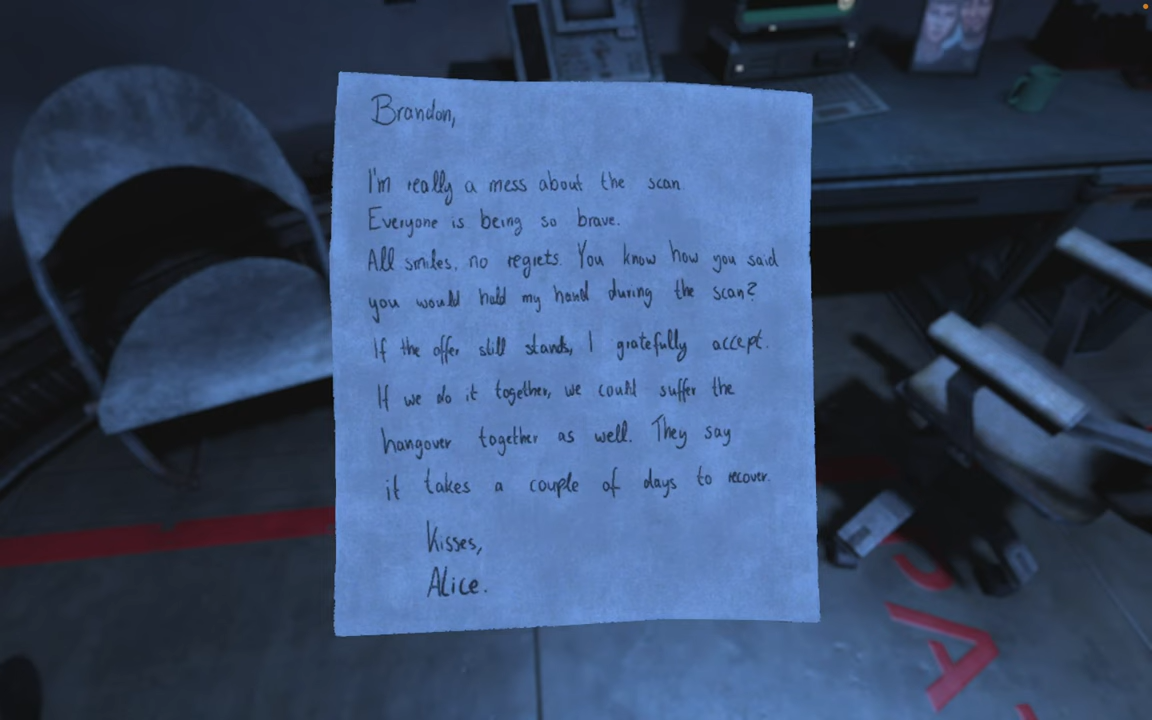 Brandon,
I'm really a mess about the scan
Everyone is being so brave.
All smiles, no regrets. You know how you said
you would hold my hand during the scan?
If the offer still stands, I gratefully accept.
If we do it together, we could suffer the
hangover together as well. They say
it takes a couple of days to recover.
Kisses,
Alice.